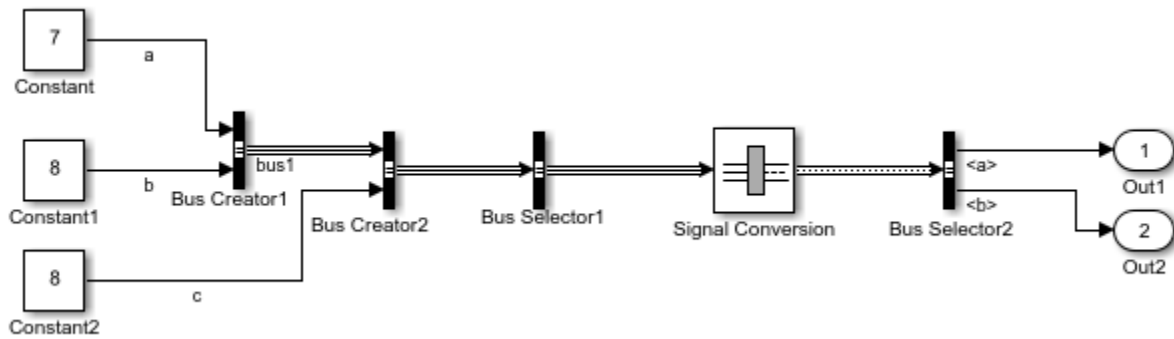 7
a
Constant
8
b
Constant1
bus1
Bus Creator1
8
c
Constant2
Bus Creator2
Bus Selector1
Signal Conversion
Bus Selector2
<a>
<b>
1
Out1
2
Out2